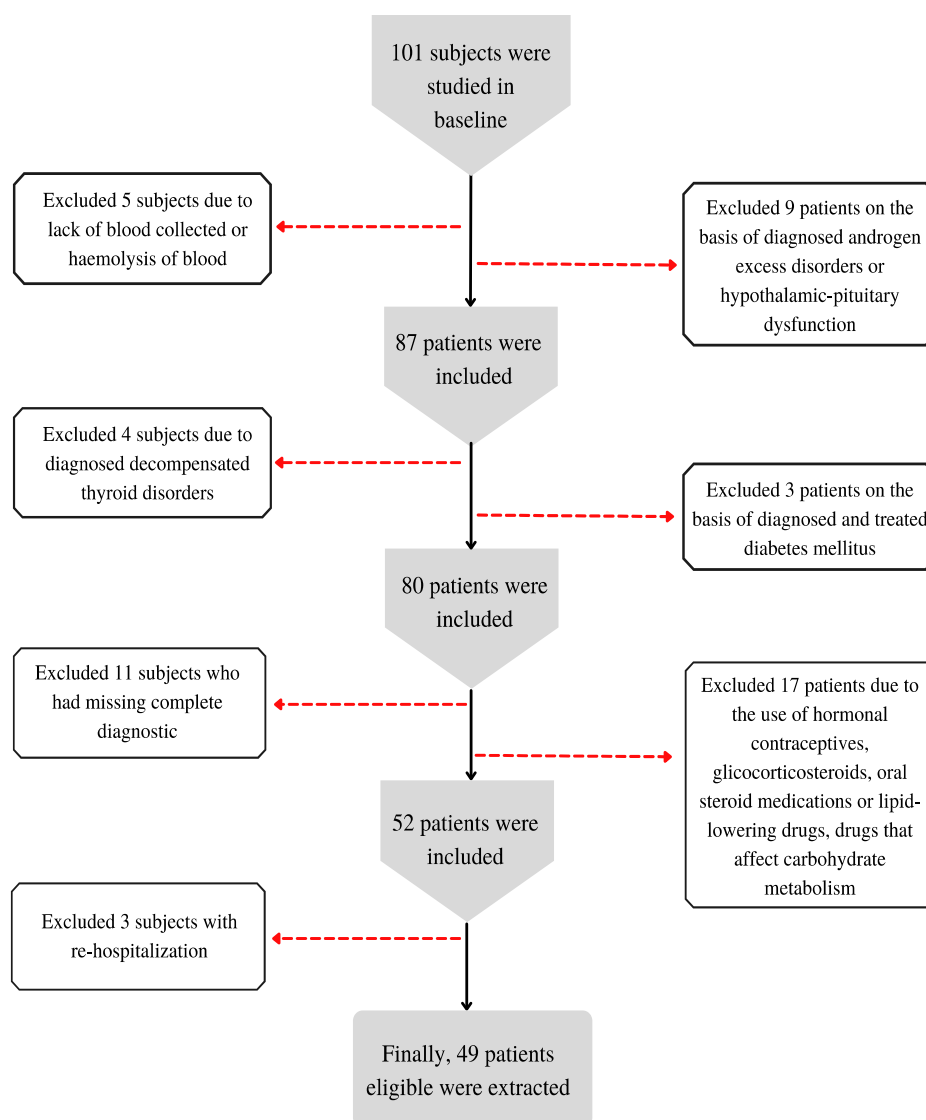 101 subjects were
studied in
baseline
Excluded 5 subjects due to
lack of blood collected or
haemolysis of blood
Excluded 9 patients on the
basis of diagnosed androgen
excess disorders or
hypothalamic-pituitary
dysfunction
87 patients were
included
Excluded 4 subjects due to
diagnosed decompensated
thyroid disorders
Excluded 3 patients on the
basis of diagnosed and treated
diabetes mellitus
80 patients were
included
Excluded 11 subjects who
had missing complete
diagnostic
Excluded 17 patients due to
the use of hormonal
contraceptives,
glicocorticosteroids, oral
steroid medications or lipid-
lowering drugs, drugs that
affect carbohydrate
metabolism
52 patients were
included
Excluded 3 subjects with
re-hospitalization
Finally, 49 patients
eligible were extracted